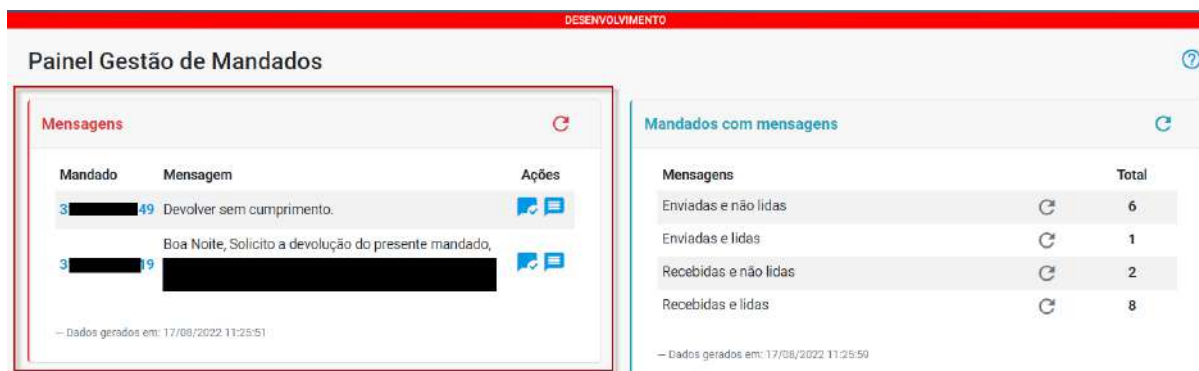 DESENVOLVIMENTO
Painel Gestão de Mandados
Mensagens
Mandado Mensagem Ações
3 49 Devolver sem cumprimento.
Boa Noite, Solicito a devolução do presente mandado,
3 19
— Dados gerados em: 17/08/2022 11:25:51
Mandados com mensagens
Mensagens Total
Enviadas e não lidas 6
Enviadas e lidas 1
Recebidas e não lidas 2
Recebidas e lidas 8
— Dados gerados em: 17/08/2022 11:25:59